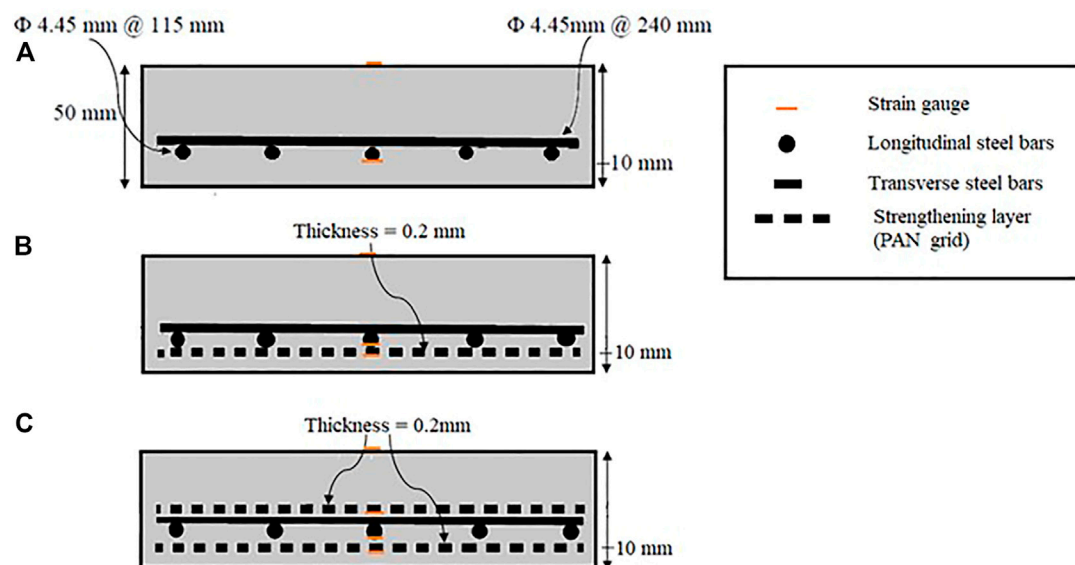 Φ 4.45 mm @ 115 mm
Φ 4.45mm @ 240 mm
A
50 mm
10 mm
Strain gauge
Longitudinal steel bars
Transverse steel bars
Strengthening layer
(PAN grid)
B
Thickness = 0.2 mm
10 mm
C
Thickness = 0.2mm
10 mm